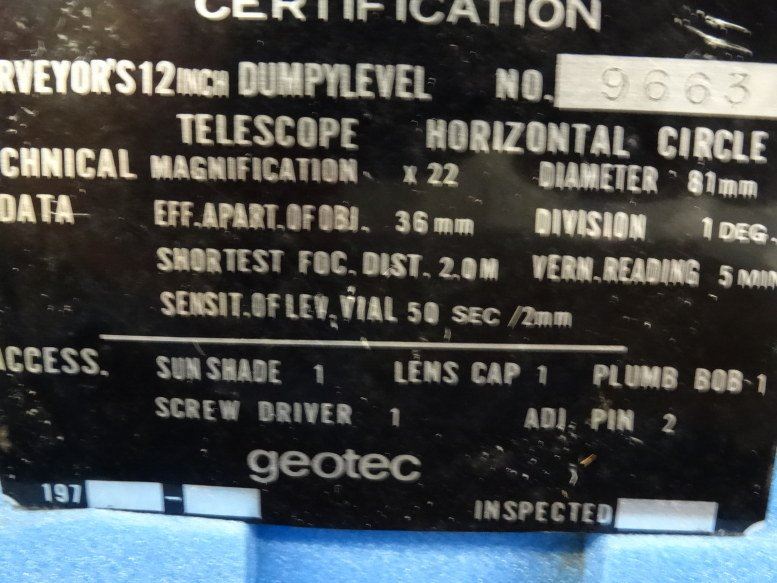 CERTIFICATION
RVEYOR'S 12 INCH DUMPYLEVEL NO. 9663
TELESCOPE HORIZONTAL CIRCLE
CHNICAL MAGNIFICATION x 22 DIAMETER 81mm
DATA EFF. APART. OF OBJ. 36 mm DIVISION 1 DEG.
SHORTEST FOC. DIST. 2.0 M VERN. READING 5 MIN
SENSIT. OF LEV. VIAL 50 SEC /2mm
ACCESS. SUN SHADE 1 LENS CAP 1 PLUMB BOB 1
SCREW DRIVER 1 ADJ. PIN 2
geotec
197 -
INSPECTED